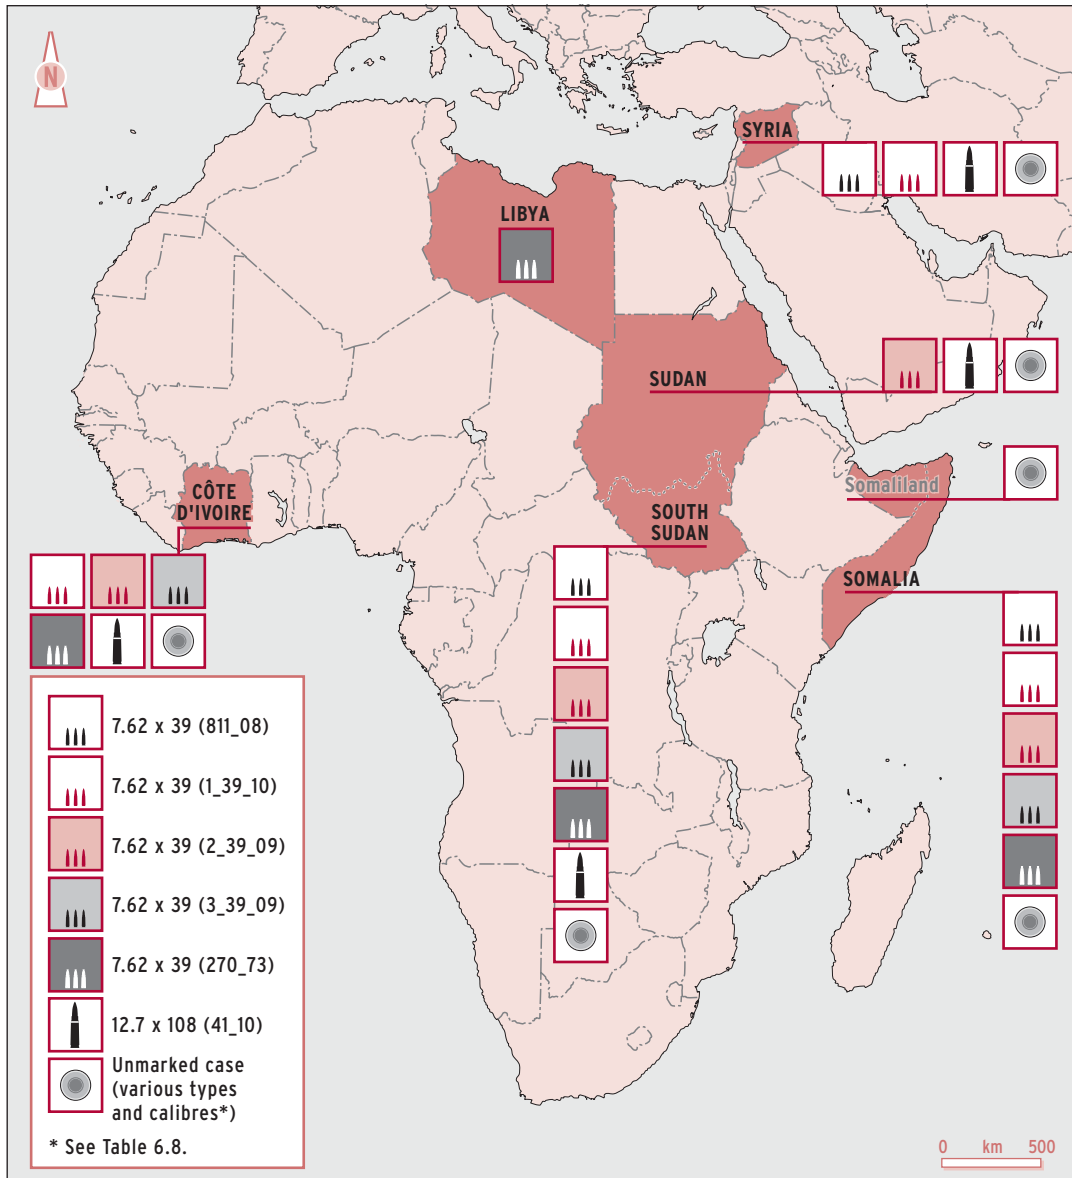 N
SYRIA
LIBYA
SUDAN
Somaliland
CÔTE
D'IVOIRE
SOUTH
SUDAN
SOMALIA
7.62 x 39 (811_08)
7.62 x 39 (1_39_10)
7.62 x 39 (2_39_09)
7.62 x 39 (3_39_09)
7.62 x 39 (270_73)
12.7 x 108 (41_10)
Unmarked case
(various types
and calibres*)
* See Table 6.8.
0 km 500